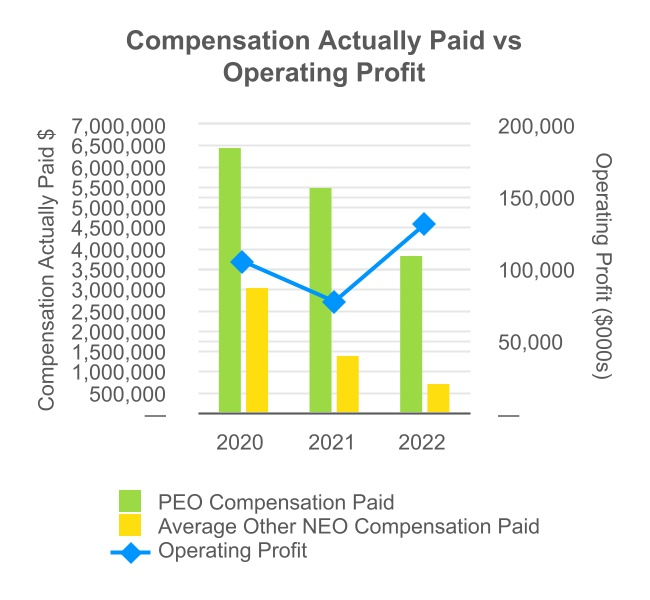 Compensation Actually Paid vs
Operating Profit
Compensation Actually Paid $
7,000,000
6,500,000
6,000,000
5,500,000
5,000,000
4,500,000
4,000,000
3,500,000
3,000,000
2,500,000
2,000,000
1,500,000
1,000,000
500,000
—
200,000
150,000
100,000
50,000
—
Operating Profit ($000s)
2020 2021 2022
PEO Compensation Paid
Average Other NEO Compensation Paid
Operating Profit